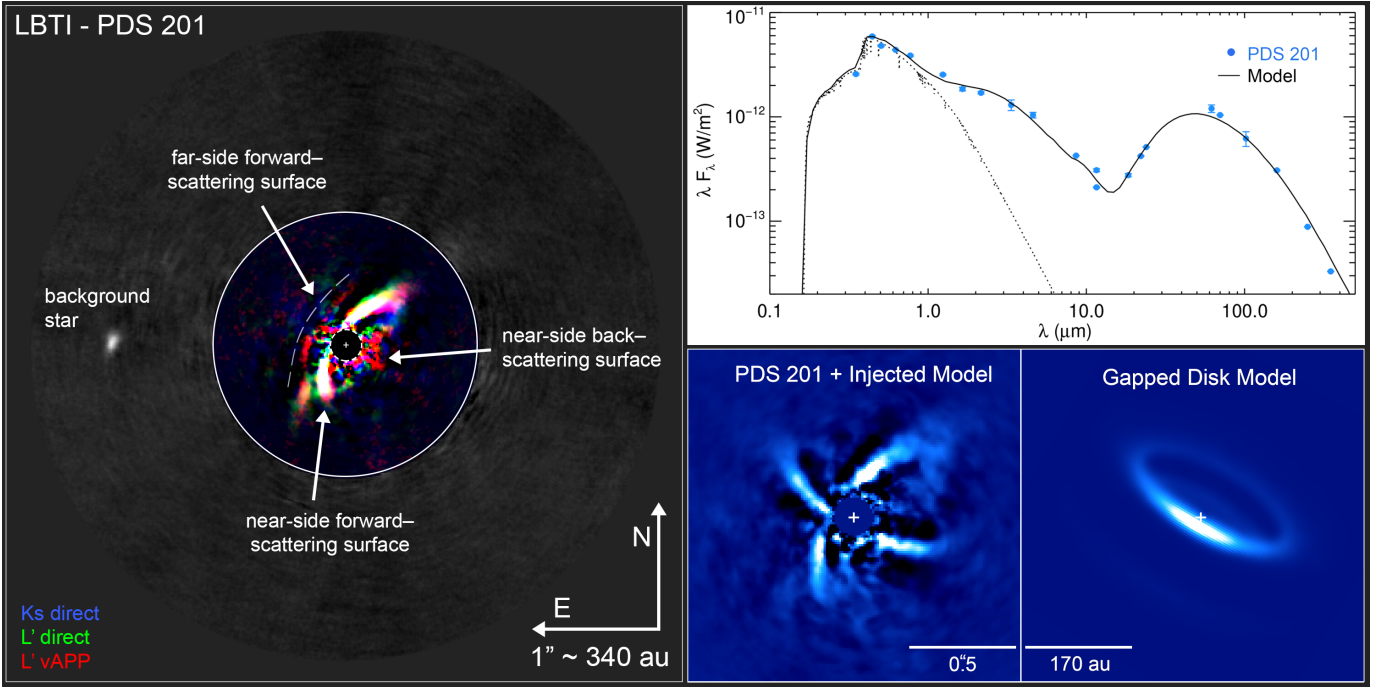 LBTI - PDS 201
far-side forward–
scattering surface
background
star
near-side back–
scattering surface
near-side forward–
scattering surface
N
E
1” ~ 340 au
Ks direct
L’ direct
L’ vAPP
10⁻¹¹
10⁻¹²
10⁻¹³
λ Fλ (W/m²)
PDS 201
Model
0.1 1.0 10.0 100.0
λ (μm)
PDS 201 + Injected Model
0“.5
Gapped Disk Model
170 au